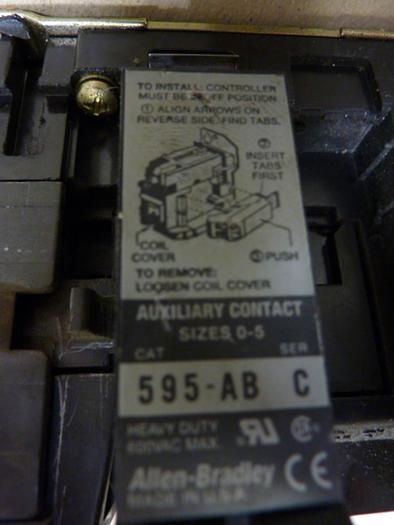 TO INSTALL: CONTROLLER
MUST BE IN OFF POSITION
① ALIGN ARROWS ON
REVERSE SIDE, FIND TABS.
②
INSERT
TABS
FIRST
COIL
COVER
③ PUSH
TO REMOVE:
LOOSEN COIL COVER
AUXILIARY CONTACT
SIZES 0-5
CAT SER
595-AB C
HEAVY DUTY
600VAC MAX.
Allen-Bradley CE
MADE IN U.S.A.